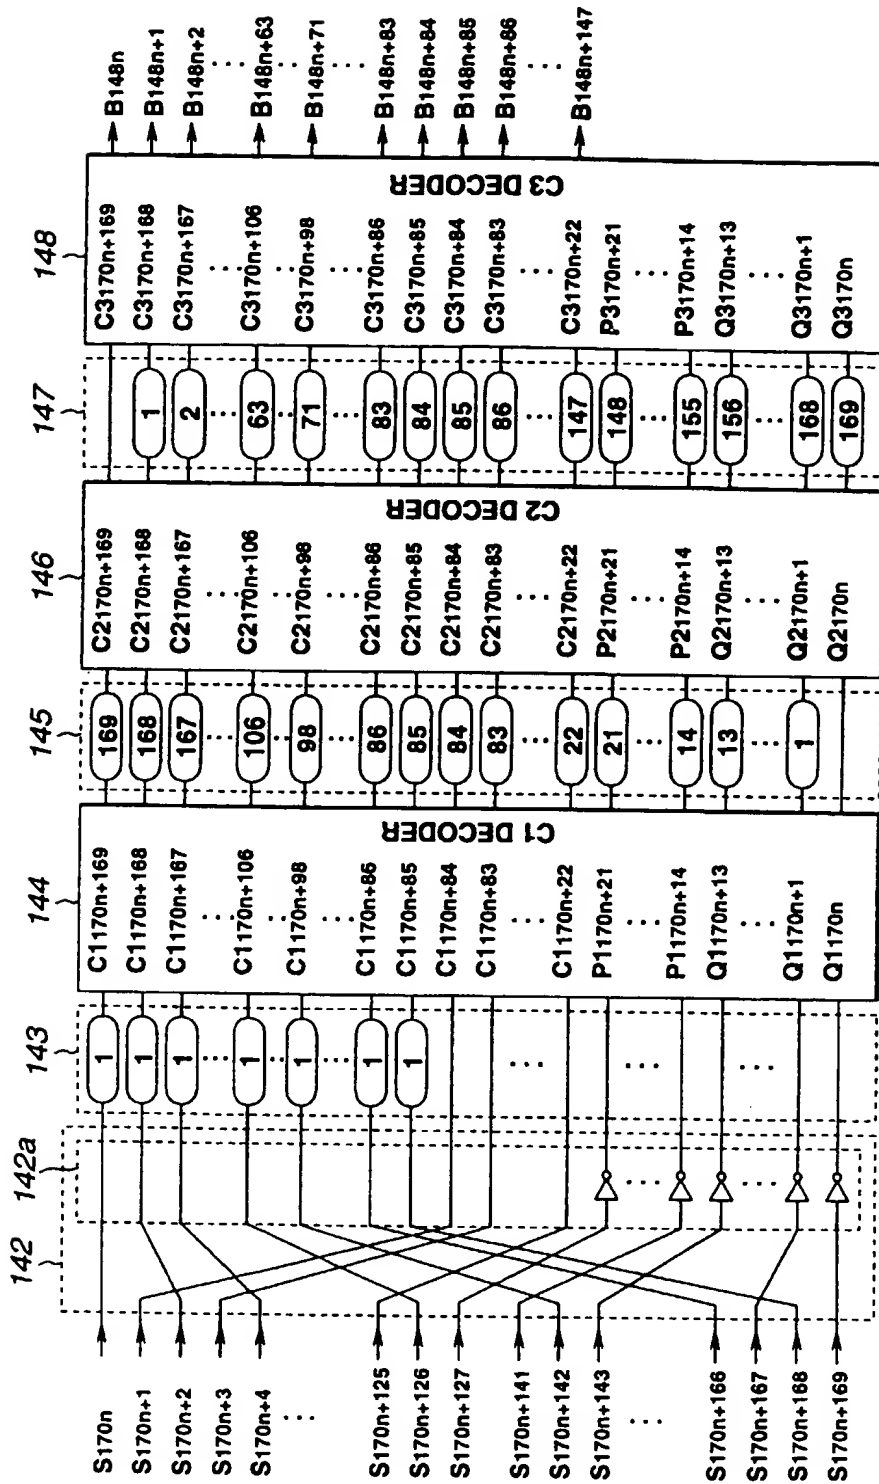 S170n
S170n+1
S170n+2
S170n+3
S170n+4
...
S170n+125
S170n+126
S170n+127
S170n+141
S170n+142
S170n+143
...
S170n+166
S170n+167
S170n+168
S170n+169
142
142a
...
...
143
1
1
1
...
1
1
...
1
1
...
...
...
144
C1170n+169
C1170n+168
C1170n+167
...
C1170n+106
C1170n+98
...
C1170n+86
C1170n+85
C1170n+84
C1170n+83
...
C1170n+22
P1170n+21
...
P1170n+14
Q1170n+13
...
Q1170n+1
Q1170n
C1 DECODER
145
169
168
167
...
106
98
...
86
85
84
83
...
22
21
...
14
13
...
1
146
C2170n+169
C2170n+168
C2170n+167
...
C2170n+106
C2170n+98
...
C2170n+86
C2170n+85
C2170n+84
C2170n+83
...
C2170n+22
P2170n+21
...
P2170n+14
Q2170n+13
...
Q2170n+1
Q2170n
C2 DECODER
147
1
2
...
63
71
...
83
84
85
86
...
147
148
...
155
156
...
168
169
148
C3170n+169
C3170n+168
C3170n+167
...
C3170n+106
C3170n+98
...
C3170n+86
C3170n+85
C3170n+84
C3170n+83
...
C3170n+22
P3170n+21
...
P3170n+14
Q3170n+13
...
Q3170n+1
Q3170n
C3 DECODER
B148n
B148n+1
B148n+2
...
B148n+63
B148n+71
...
B148n+83
B148n+84
B148n+85
B148n+86
...
B148n+147